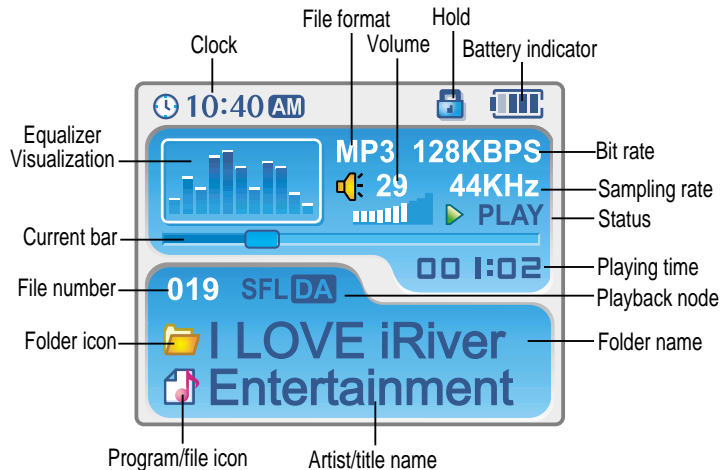 File format
Hold
Clock
Volume
Battery indicator
10:40 AM
Equalizer
Visualization
MP3 128KBPS
Bit rate
29 44KHz
Sampling rate
PLAY
Status
Current bar
00 1:02
Playing time
File number
019 SFL DA
Playback node
Folder icon
I LOVE iRiver
Folder name
Entertainment
Program/file icon
Artist/title name